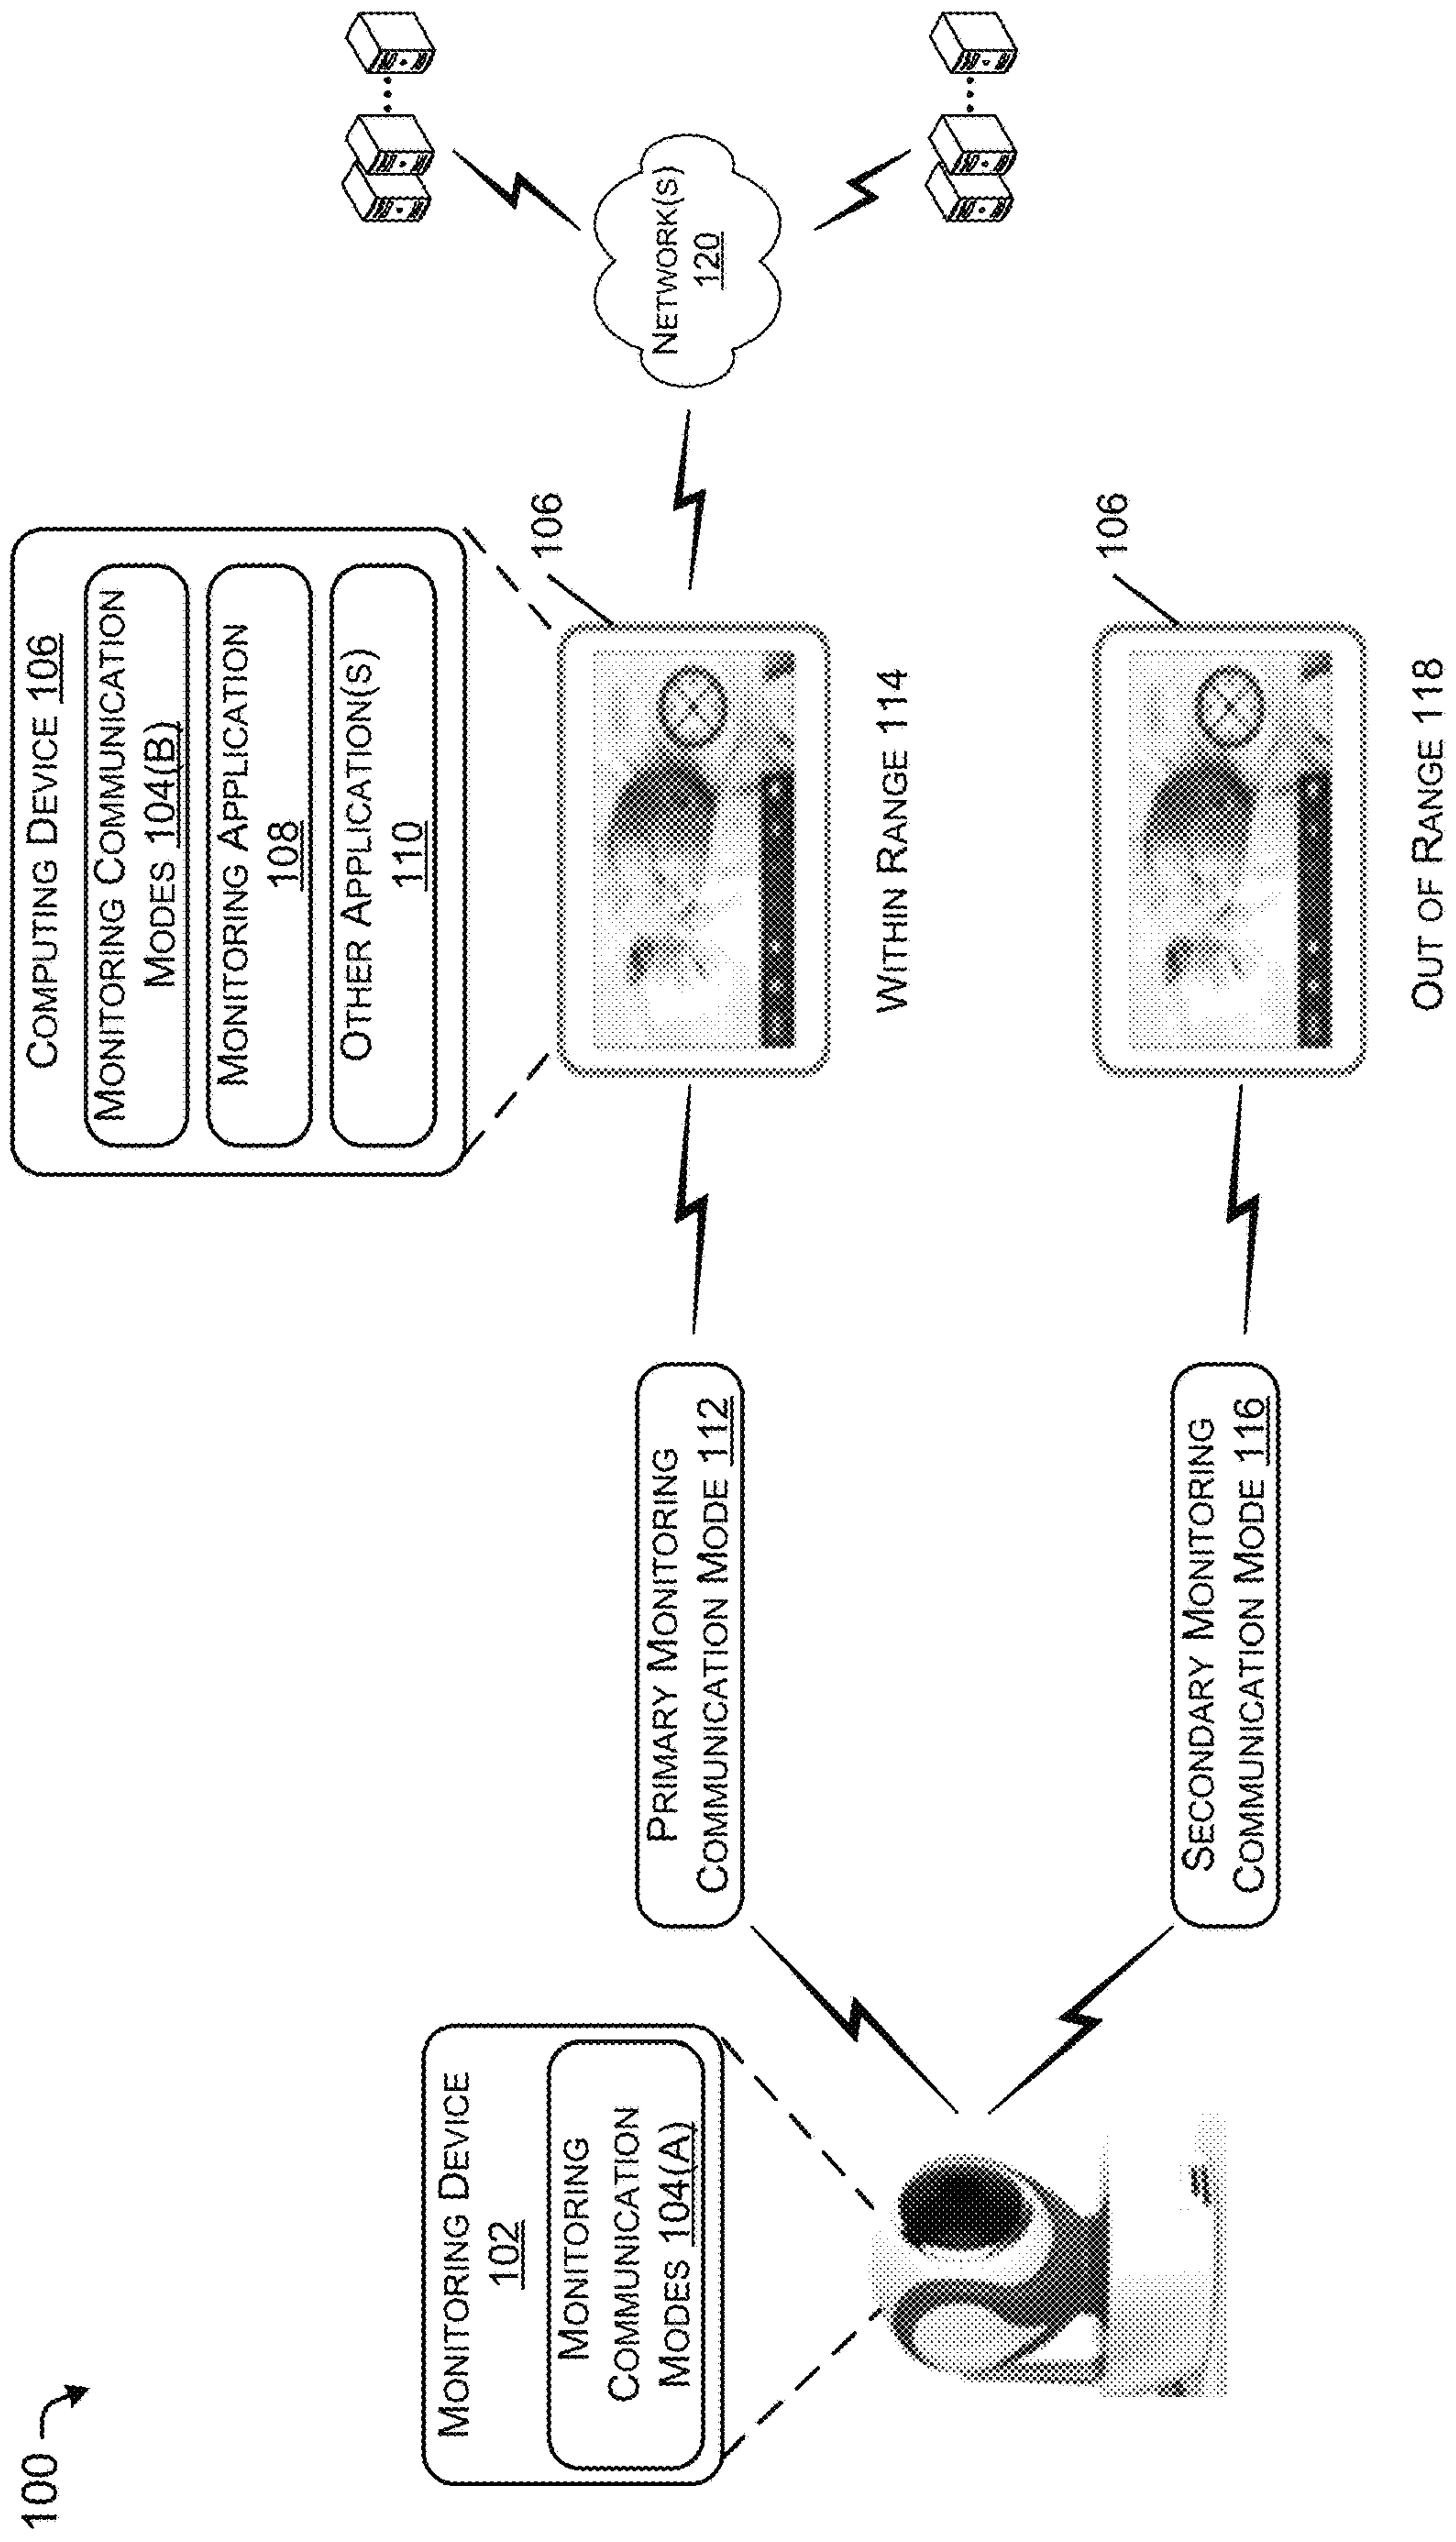 100
MONITORING DEVICE
102
MONITORING
COMMUNICATION
MODES 104(A)
PRIMARY MONITORING
COMMUNICATION MODE 112
SECONDARY MONITORING
COMMUNICATION MODE 116
COMPUTING DEVICE 106
MONITORING COMMUNICATION
MODES 104(B)
MONITORING APPLICATION
108
OTHER APPLICATION(S)
110
106
WITHIN RANGE 114
106
OUT OF RANGE 118
NETWORK(S)
120